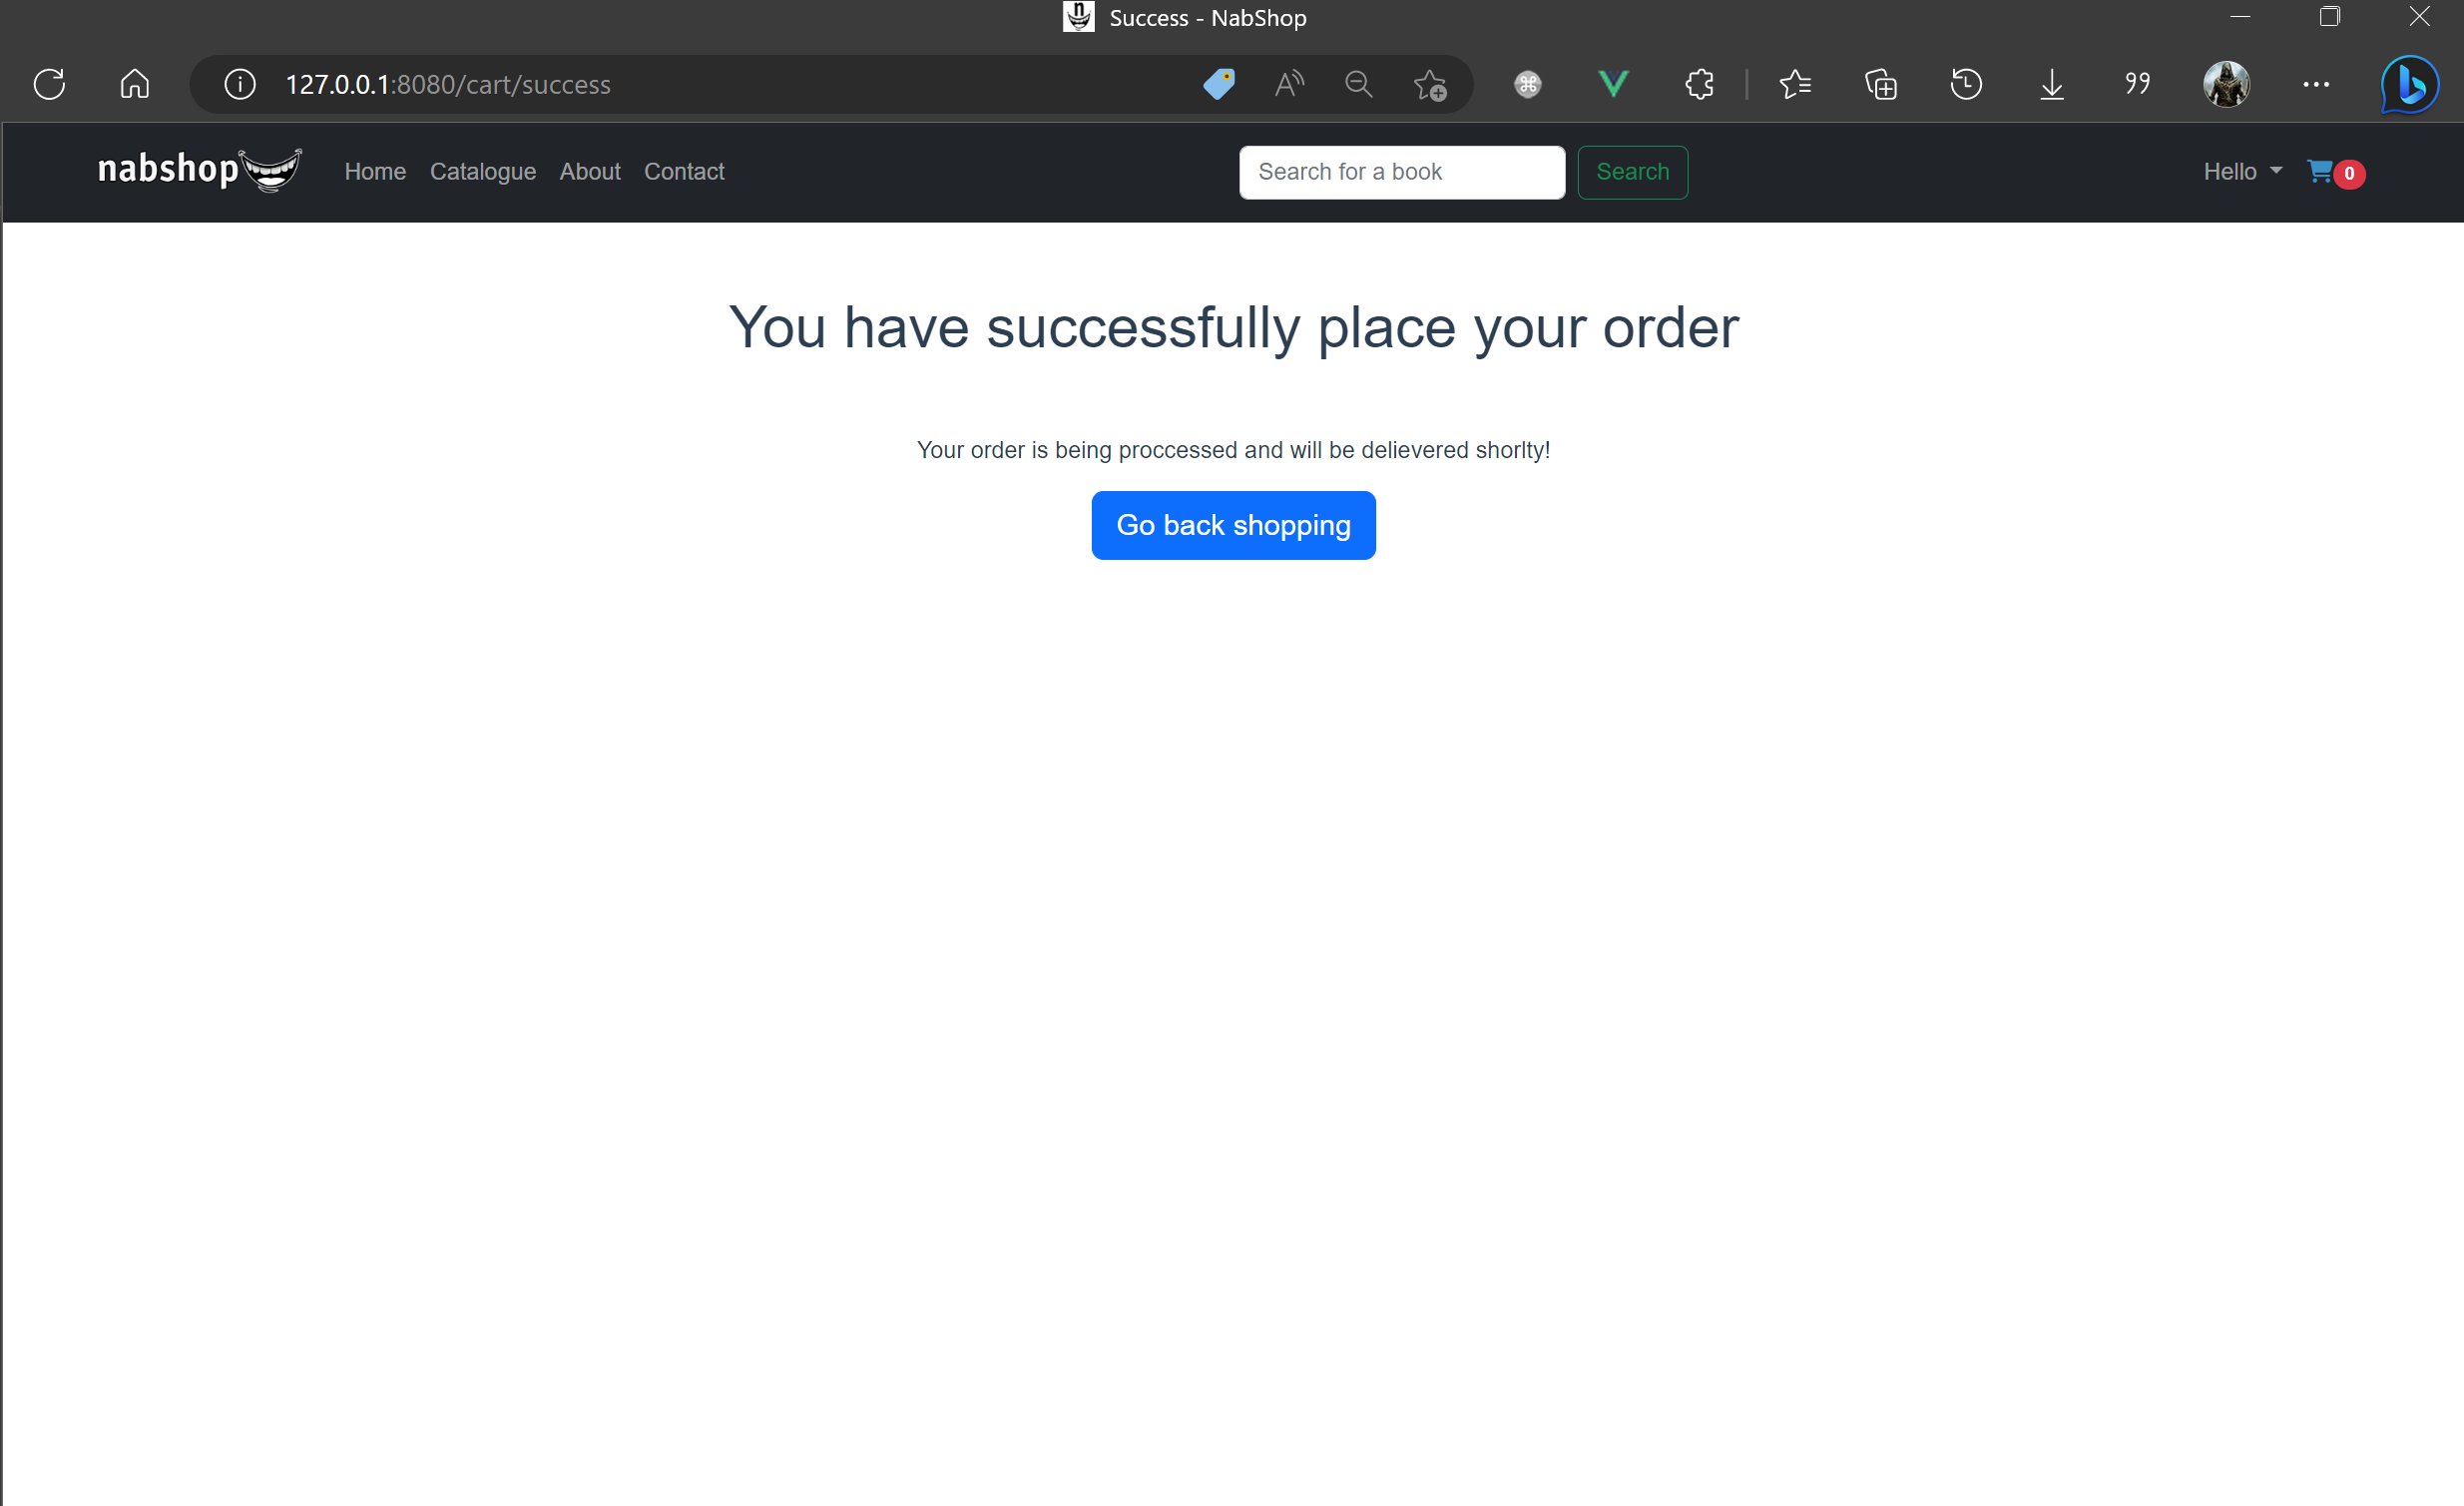 Success - NabShop
127.0.0.1:8080/cart/success
nabshop Home Catalogue About Contact Search for a book Search Hello 0
You have successfully place your order
Your order is being proccessed and will be delievered shorlty!
Go back shopping